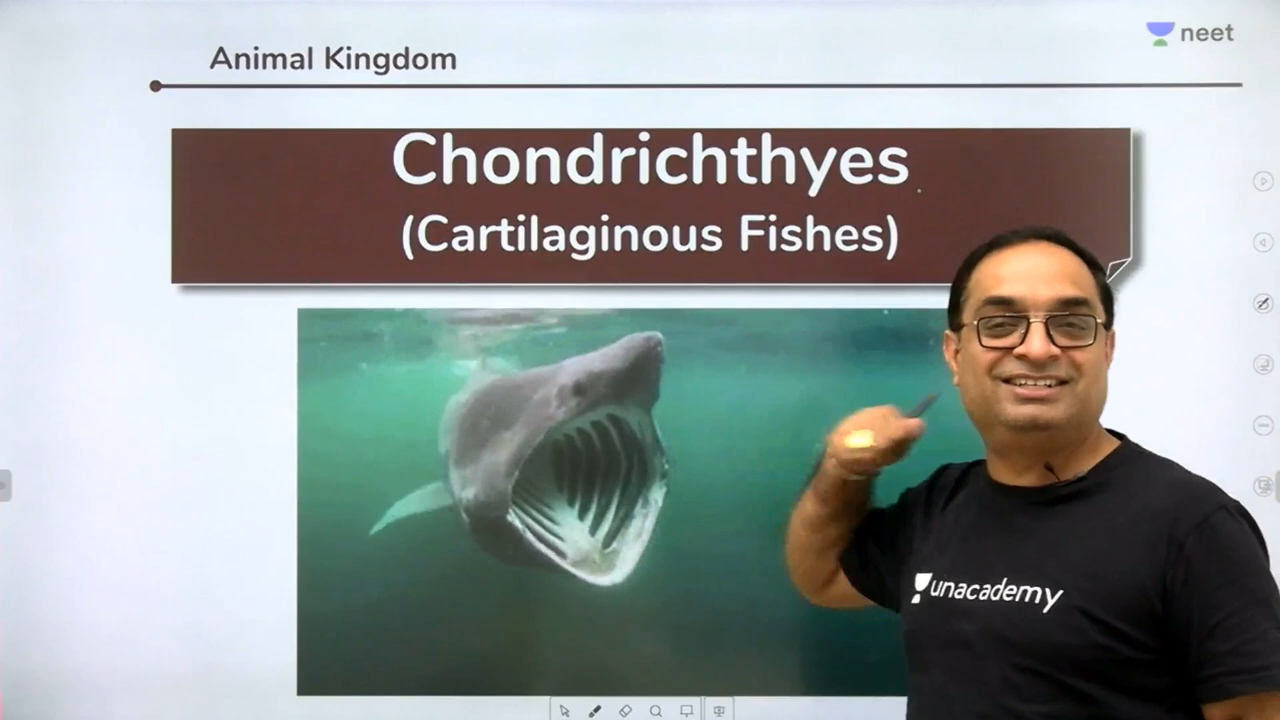 neet
Animal Kingdom
Chondrichthyes
(Cartilaginous Fishes)
unacademy